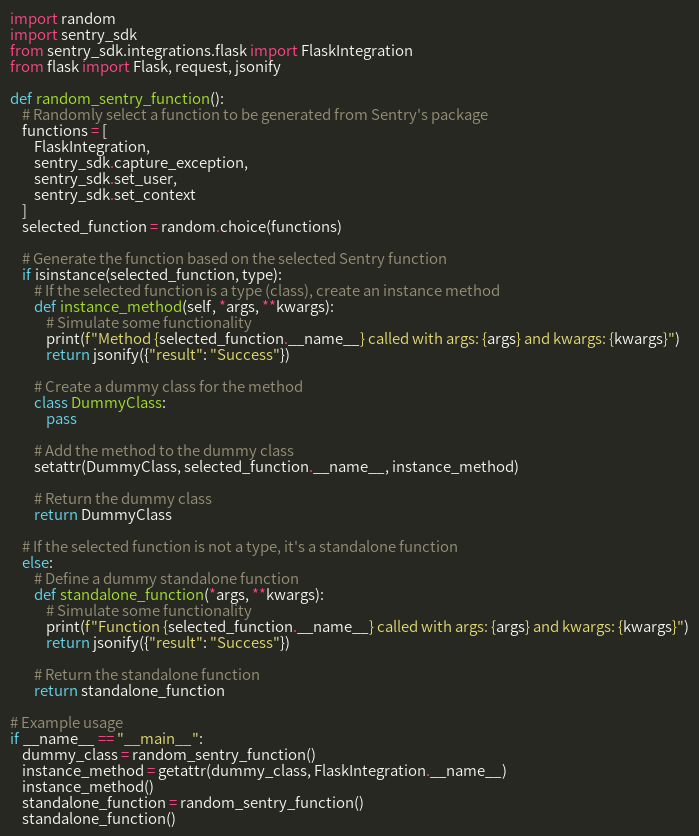 import random
import sentry_sdk
from sentry_sdk.integrations.flask import FlaskIntegration
from flask import Flask, request, jsonify

def random_sentry_function():
    # Randomly select a function to be generated from Sentry's package
    functions = [
        FlaskIntegration,
        sentry_sdk.capture_exception,
        sentry_sdk.set_user,
        sentry_sdk.set_context
    ]
    selected_function = random.choice(functions)

    # Generate the function based on the selected Sentry function
    if isinstance(selected_function, type):
        # If the selected function is a type (class), create an instance method
        def instance_method(self, *args, **kwargs):
            # Simulate some functionality
            print(f"Method {selected_function.__name__} called with args: {args} and kwargs: {kwargs}")
            return jsonify({"result": "Success"})

        # Create a dummy class for the method
        class DummyClass:
            pass

        # Add the method to the dummy class
        setattr(DummyClass, selected_function.__name__, instance_method)

        # Return the dummy class
        return DummyClass

    # If the selected function is not a type, it's a standalone function
    else:
        # Define a dummy standalone function
        def standalone_function(*args, **kwargs):
            # Simulate some functionality
            print(f"Function {selected_function.__name__} called with args: {args} and kwargs: {kwargs}")
            return jsonify({"result": "Success"})

        # Return the standalone function
        return standalone_function

# Example usage
if __name__ == "__main__":
    dummy_class = random_sentry_function()
    instance_method = getattr(dummy_class, FlaskIntegration.__name__)
    instance_method()
    standalone_function = random_sentry_function()
    standalone_function()